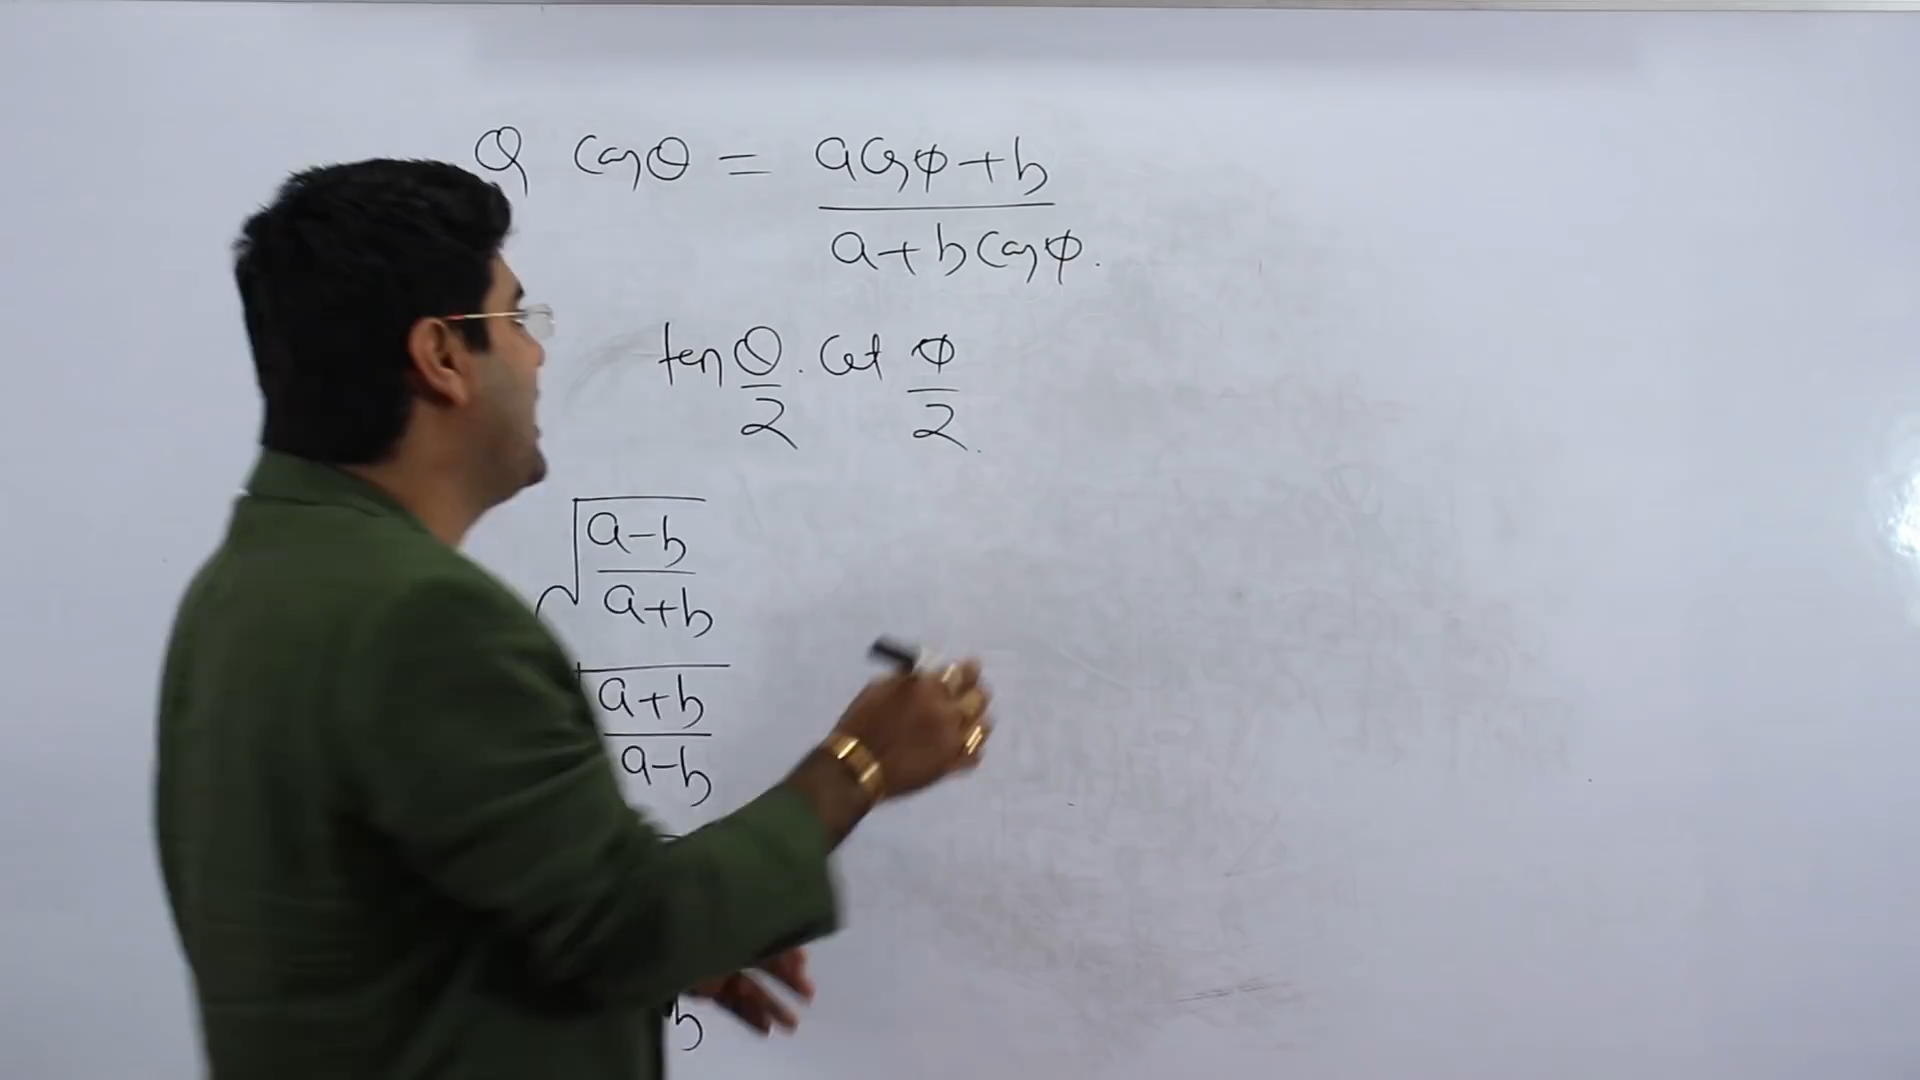 Q cosθ = acosφ+b / a+bcosφ.
tan θ/2 . cot φ/2
√a-b / a+b
√a+b / a-b
b